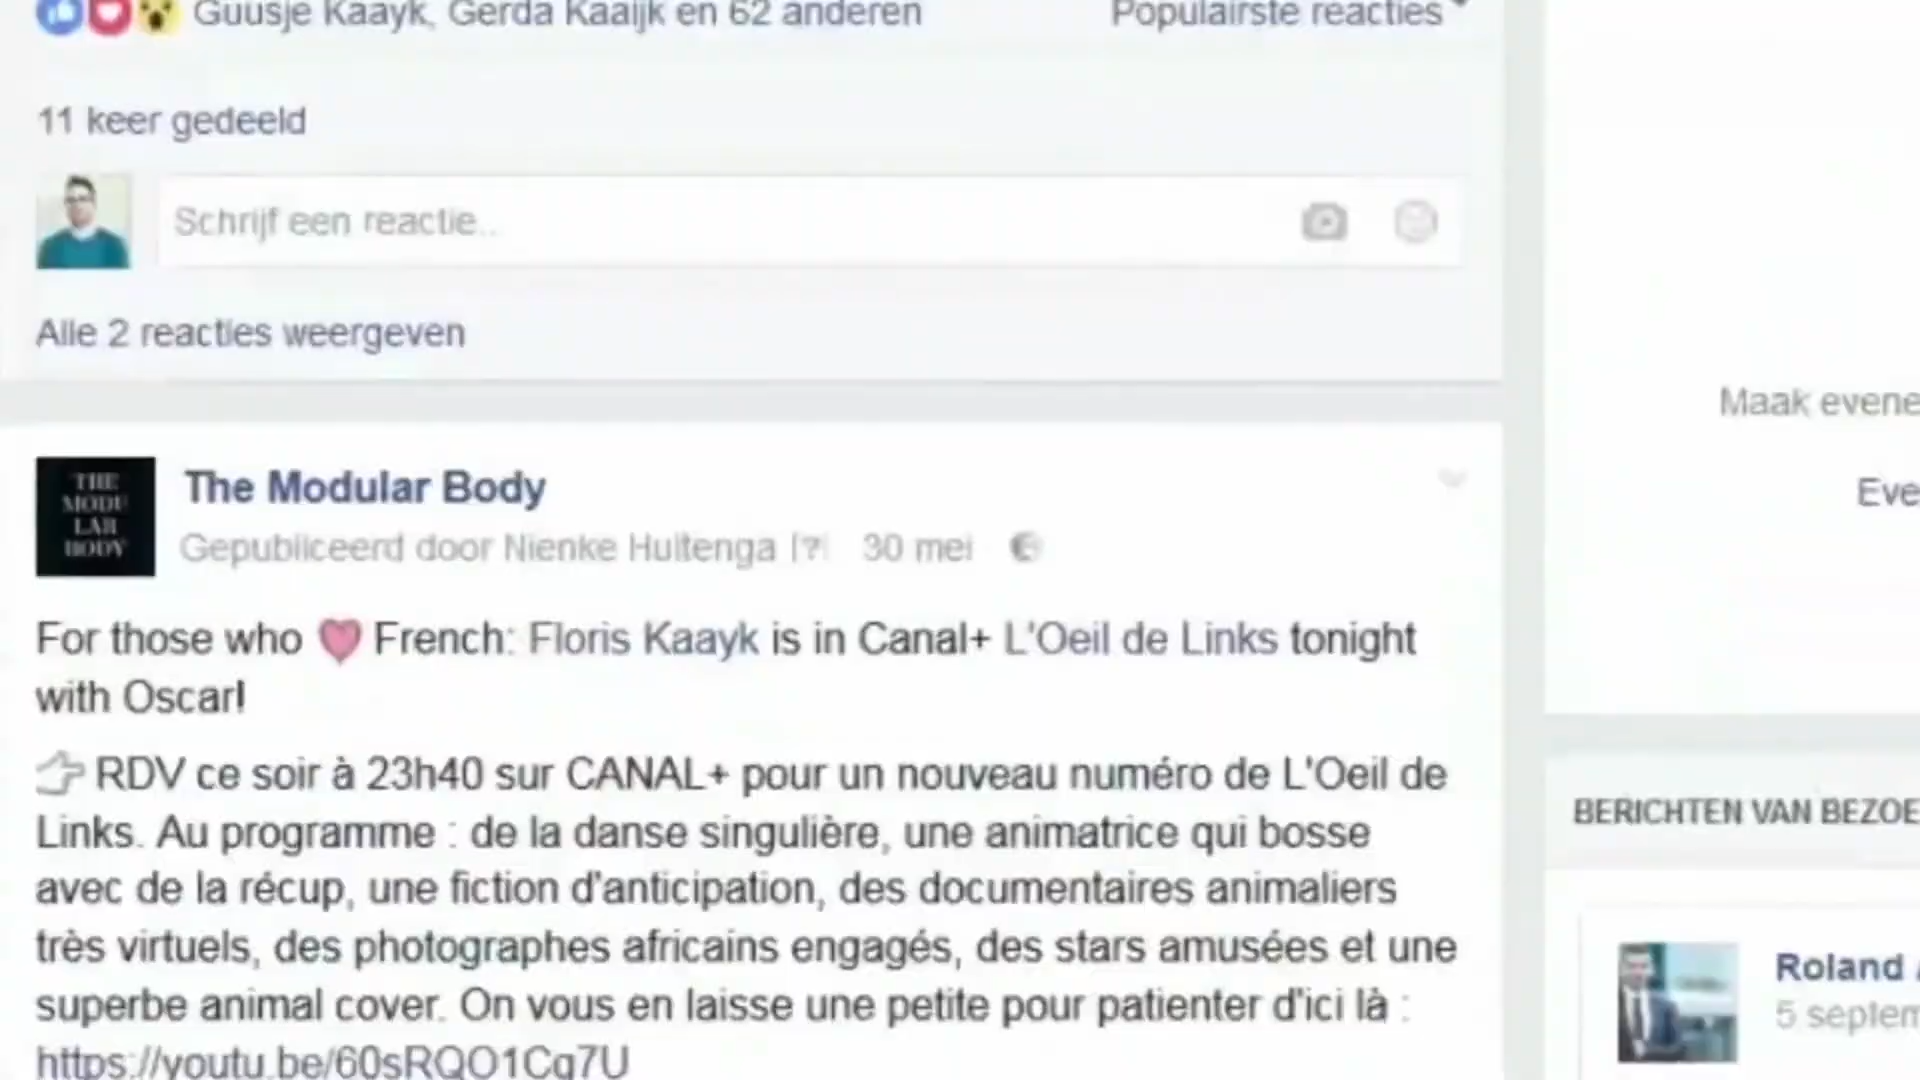 Guusje Kaayk, Gerda Kaaijk en 62 anderen
Populairste reacties
11 keer gedeeld
Schrijf een reactie..
Alle 2 reacties weergeven
THE
MODU
LAR
BODY
The Modular Body
Gepubliceerd door Nienke Huitenga [?] 30 mei
For those who French: Floris Kaayk is in Canal+ L'Oeil de Links tonight
with Oscar!
RDV ce soir à 23h40 sur CANAL+ pour un nouveau numéro de L'Oeil de
Links. Au programme : de la danse singulière, une animatrice qui bosse
avec de la récup, une fiction d'anticipation, des documentaires animaliers
très virtuels, des photographes africains engagés, des stars amusées et une
superbe animal cover. On vous en laisse une petite pour patienter d'ici là :
https://youtu.be/60sRQO1Cg7U
Maak evene
Eve
BERICHTEN VAN BEZOE
Roland
5 septem